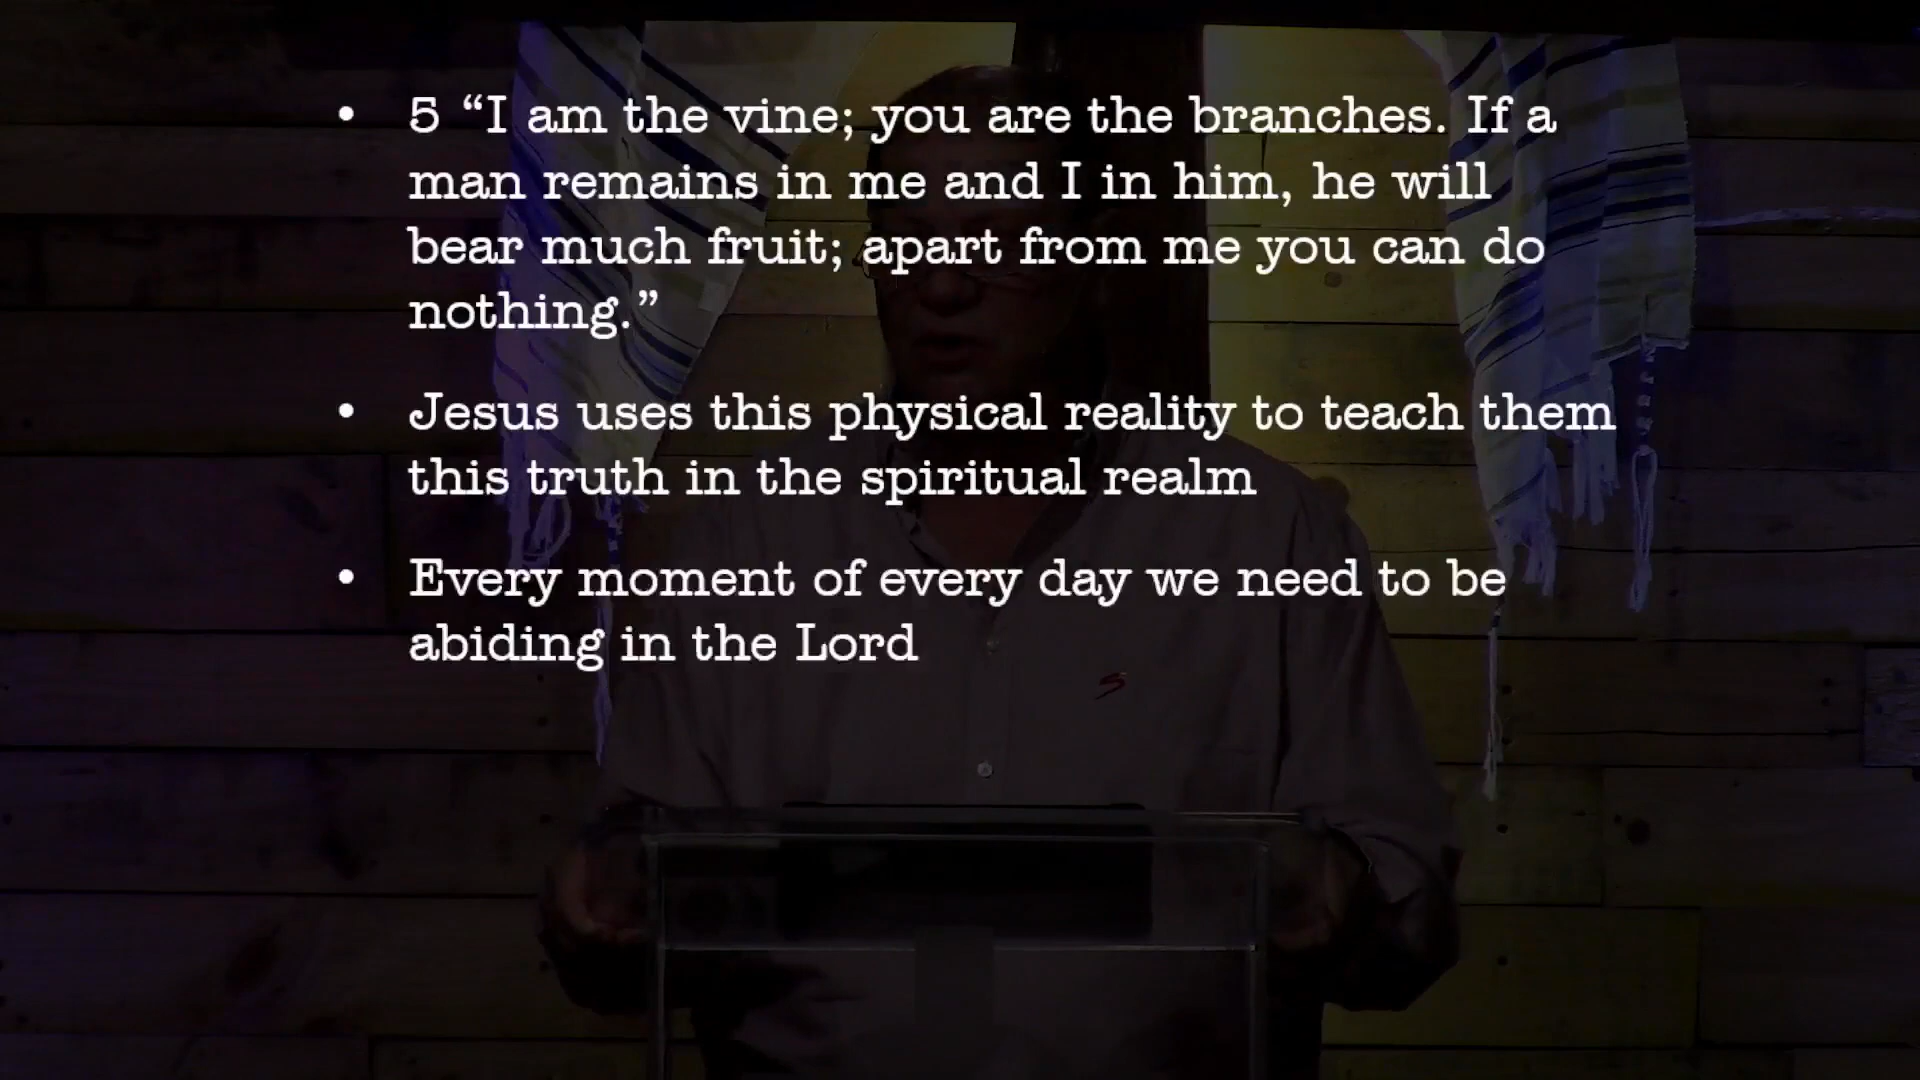 • 5 “I am the vine; you are the branches. If a
man remains in me and I in him, he will
bear much fruit; apart from me you can do
nothing.”
• Jesus uses this physical reality to teach them
this truth in the spiritual realm
• Every moment of every day we need to be
abiding in the Lord